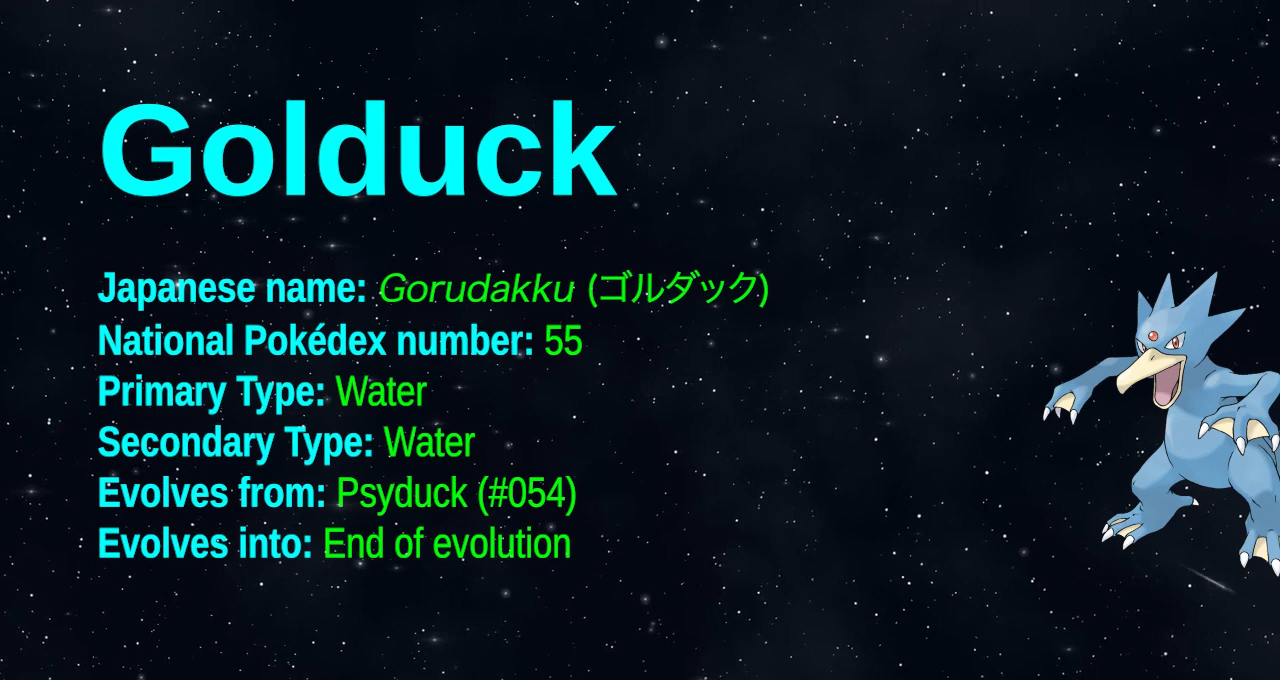 Golduck
Japanese name: Gorudakku (ゴルダック)
National Pokédex number: 55
Primary Type: Water
Secondary Type: Water
Evolves from: Psyduck (#054)
Evolves into: End of evolution